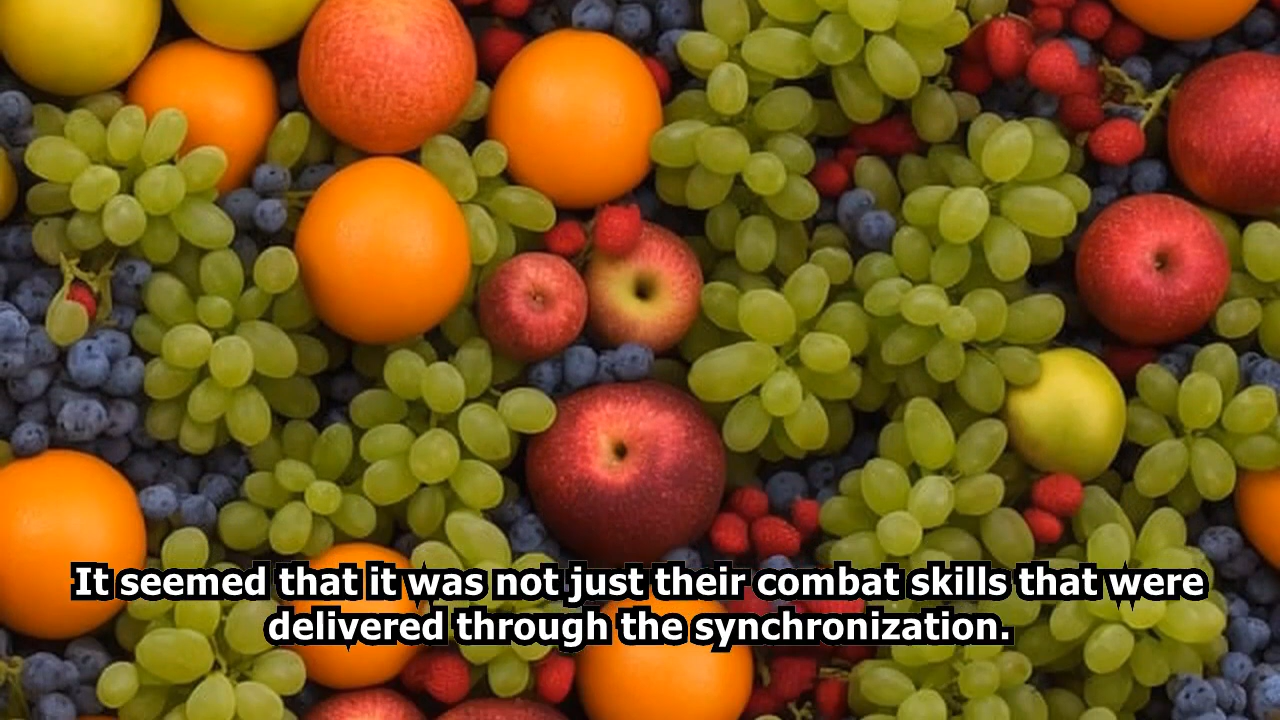 It seemed that it was not just their combat skills that were
delivered through the synchronization.